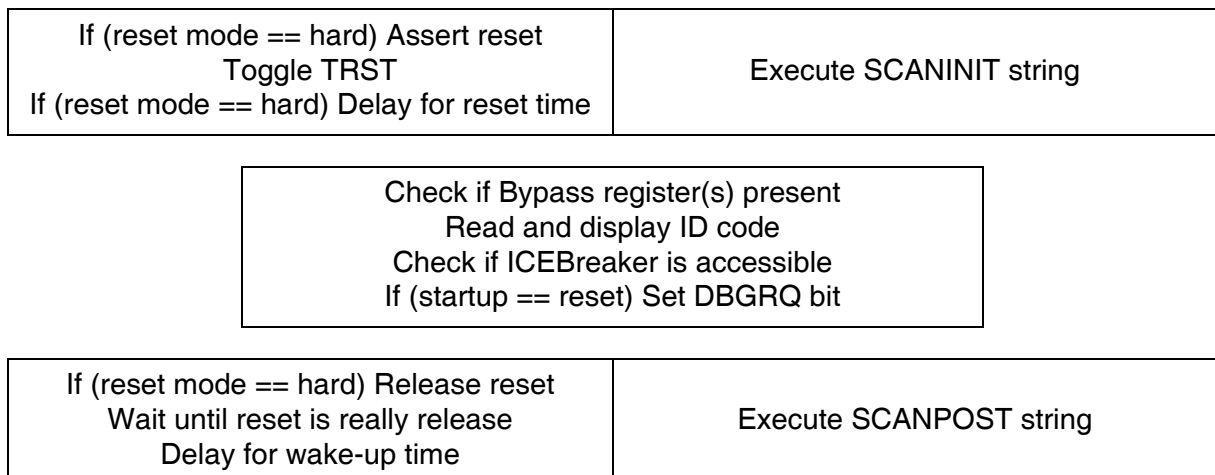 If (reset mode == hard) Assert reset
Toggle TRST
If (reset mode == hard) Delay for reset time
Execute SCANINIT string
Check if Bypass register(s) present
Read and display ID code
Check if ICEBreaker is accessible
If (startup == reset) Set DBGRQ bit
If (reset mode == hard) Release reset
Wait until reset is really release
Delay for wake-up time
Execute SCANPOST string